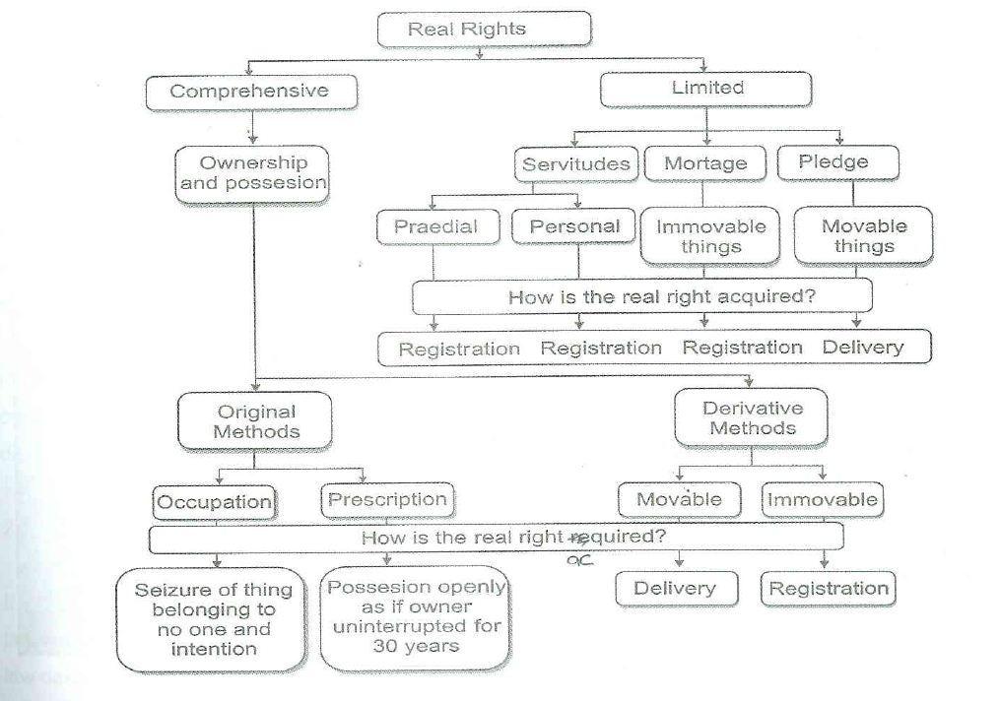 Real Rights
Comprehensive
Limited
Ownership
and possesion
Servitudes
Mortage
Pledge
Praedial
Personal
Immovable
things
Movable
things
How is the real right acquired?
Registration Registration Registration Delivery
Original
Methods
Derivative
Methods
Occupation
Prescription
Movable
Immovable
How is the real right required?
ac
Seizure of thing
belonging to
no one and
intention
Possesion openly
as if owner
uninterrupted for
30 years
Delivery
Registration